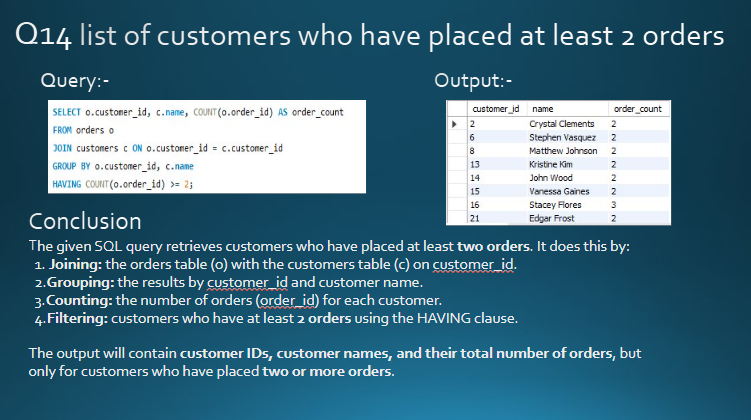 Q14 list of customers who have placed at least 2 orders
Query:-
SELECT o.customer_id, c.name, COUNT(o.order_id) AS order_count
FROM orders o
JOIN customers c ON o.customer_id = c.customer_id
GROUP BY o.customer_id, c.name
HAVING COUNT(o.order_id) >= 2;
Output:-
customer_id name order_count
2 Crystal Clements 2
6 Stephen Vasquez 2
8 Matthew Johnson 2
13 Kristine Kim 2
14 John Wood 2
15 Vanessa Gaines 2
16 Stacey Flores 3
21 Edgar Frost 2
Conclusion
The given SQL query retrieves customers who have placed at least two orders. It does this by:
1. Joining: the orders table (o) with the customers table (c) on customer_id.
2.Grouping: the results by customer_id and customer name.
3.Counting: the number of orders (order_id) for each customer.
4.Filtering: customers who have at least 2 orders using the HAVING clause.
The output will contain customer IDs, customer names, and their total number of orders, but
only for customers who have placed two or more orders.